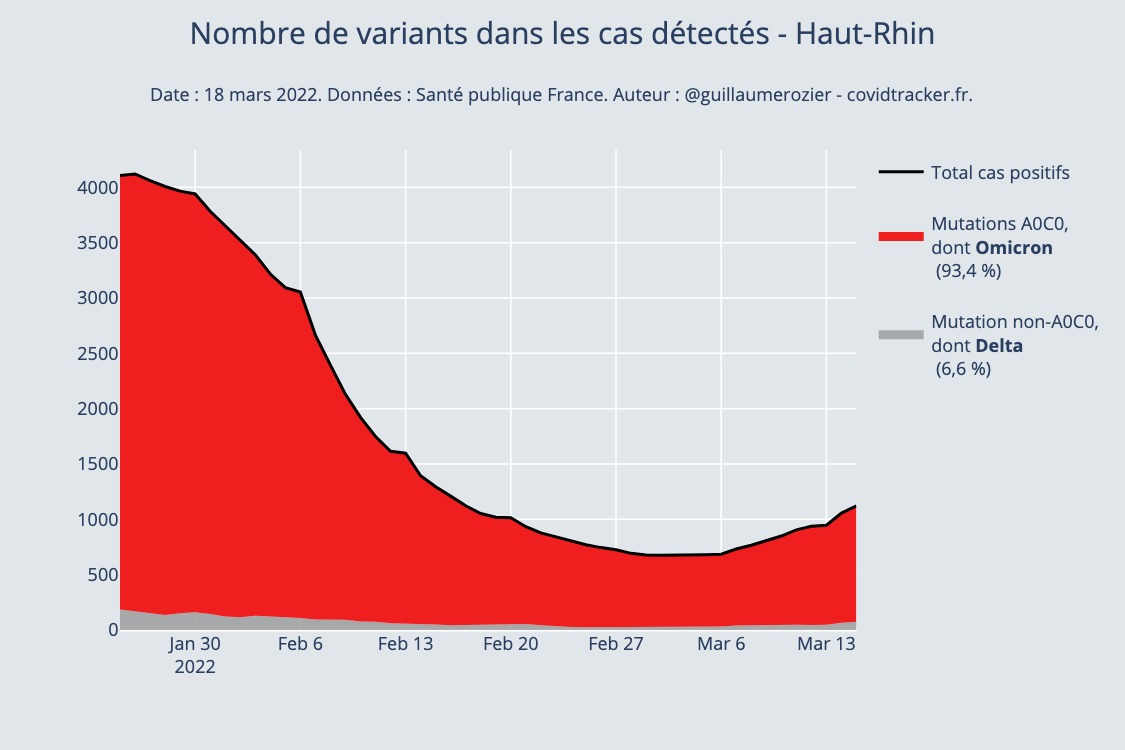 Nombre de variants dans les cas détectés - Haut-Rhin
Date : 18 mars 2022. Données : Santé publique France. Auteur : @guillaumerozier - covidtracker.fr.
Total cas positifs
Mutations A0C0,
dont Omicron
(93,4 %)
Mutation non-A0C0,
dont Delta
(6,6 %)
4000
3500
3000
2500
2000
1500
1000
500
0
Jan 30 Feb 6 Feb 13 Feb 20 Feb 27 Mar 6 Mar 13
2022